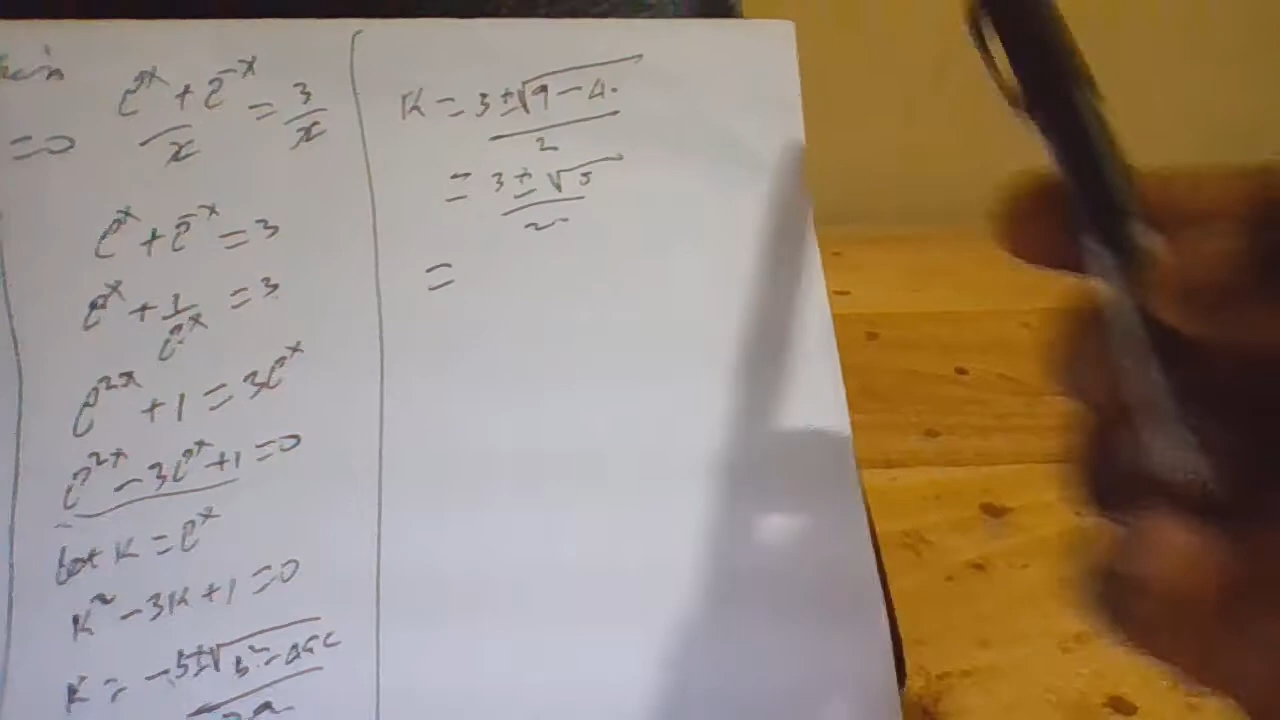 =0 e^x + e^-x / x = 3/x
e^x + e^-x = 3
e^x + 1/e^x = 3
e^2x + 1 = 3e^x
e^2x - 3e^x + 1 = 0
let K = e^x
K^2 - 3K + 1 = 0
K = -b±√b^2-4ac / 2a
K = 3±√9-4. / 2
= 3±√5 / 2
=